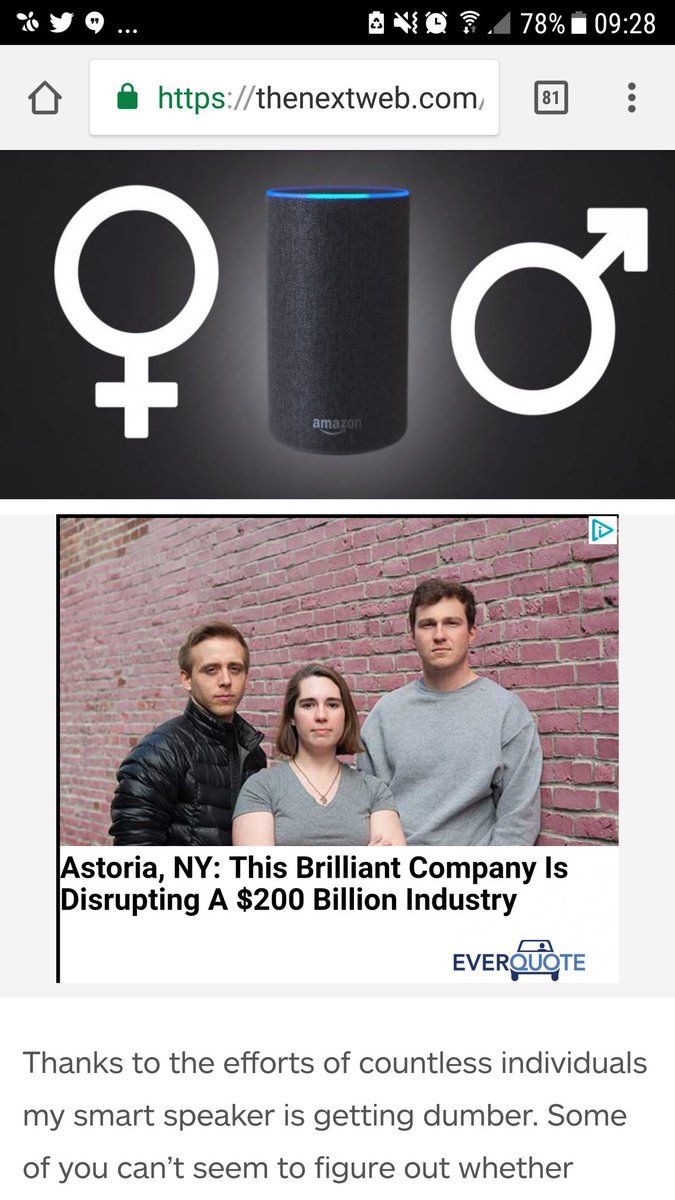 ... 78% 09:28
https://thenextweb.com/
81
amazon
Astoria, NY: This Brilliant Company Is
Disrupting A $200 Billion Industry
EVERQUOTE
Thanks to the efforts of countless individuals
my smart speaker is getting dumber. Some
of you can’t seem to figure out whether